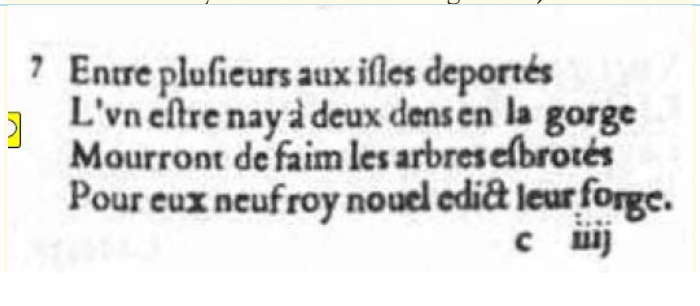 7 Entre pluſieurs aux iſles deportés
L'vn eſtre nay à deux dens en la gorge
Mourront de faim les arbres eſbrotés
Pour eux neuf roy nouel edict leur forge.
c iiij